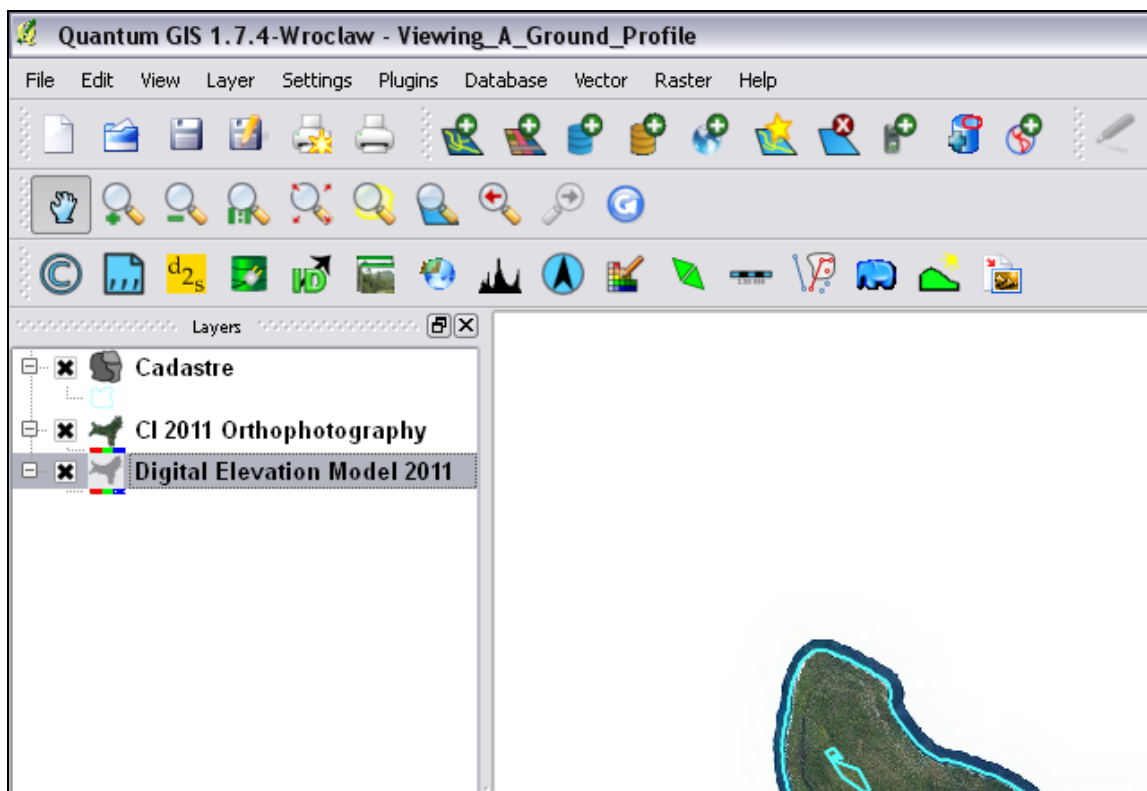 Quantum GIS 1.7.4-Wroclaw - Viewing_A_Ground_Profile
File Edit View Layer Settings Plugins Database Vector Raster Help
d2s
Layers
Cadastre
CI 2011 Orthophotography
Digital Elevation Model 2011